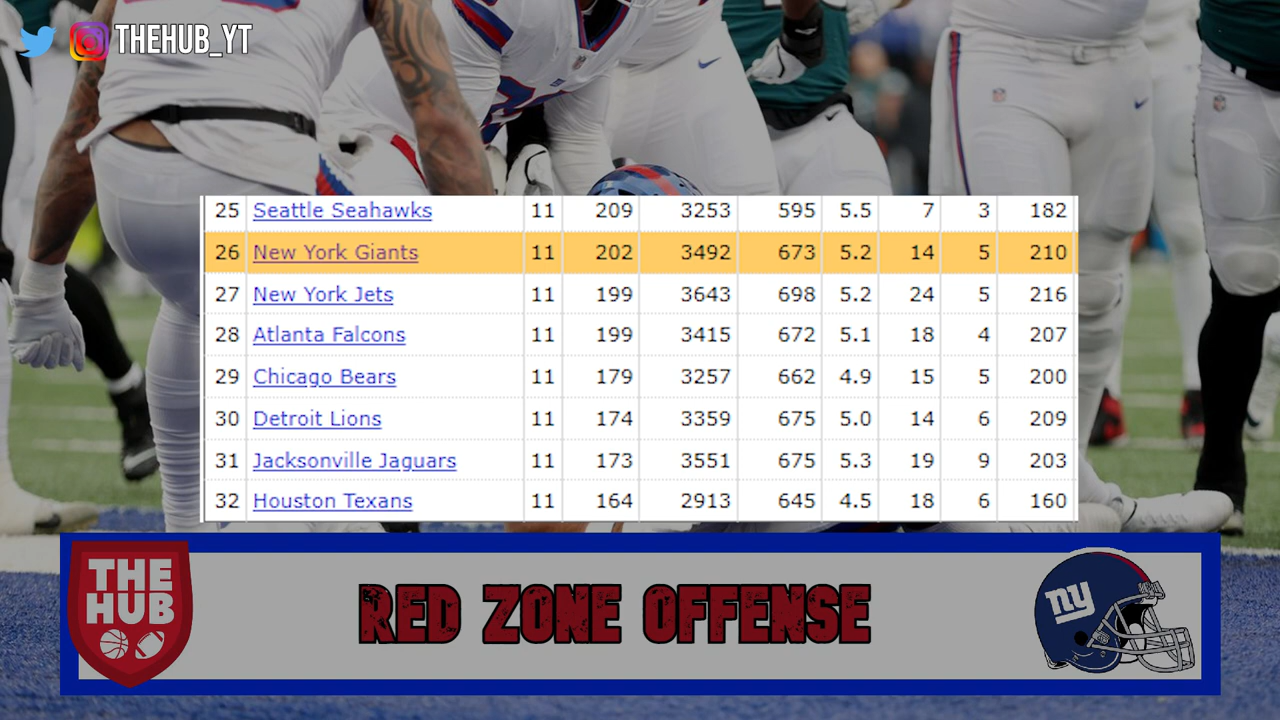 THEHUB_YT
25 Seattle Seahawks 11 209 3253 595 5.5 7 3 182
26 New York Giants 11 202 3492 673 5.2 14 5 210
27 New York Jets 11 199 3643 698 5.2 24 5 216
28 Atlanta Falcons 11 199 3415 672 5.1 18 4 207
29 Chicago Bears 11 179 3257 662 4.9 15 5 200
30 Detroit Lions 11 174 3359 675 5.0 14 6 209
31 Jacksonville Jaguars 11 173 3551 675 5.3 19 9 203
32 Houston Texans 11 164 2913 645 4.5 18 6 160
THE
HUB
RED ZONE OFFENSE
ny